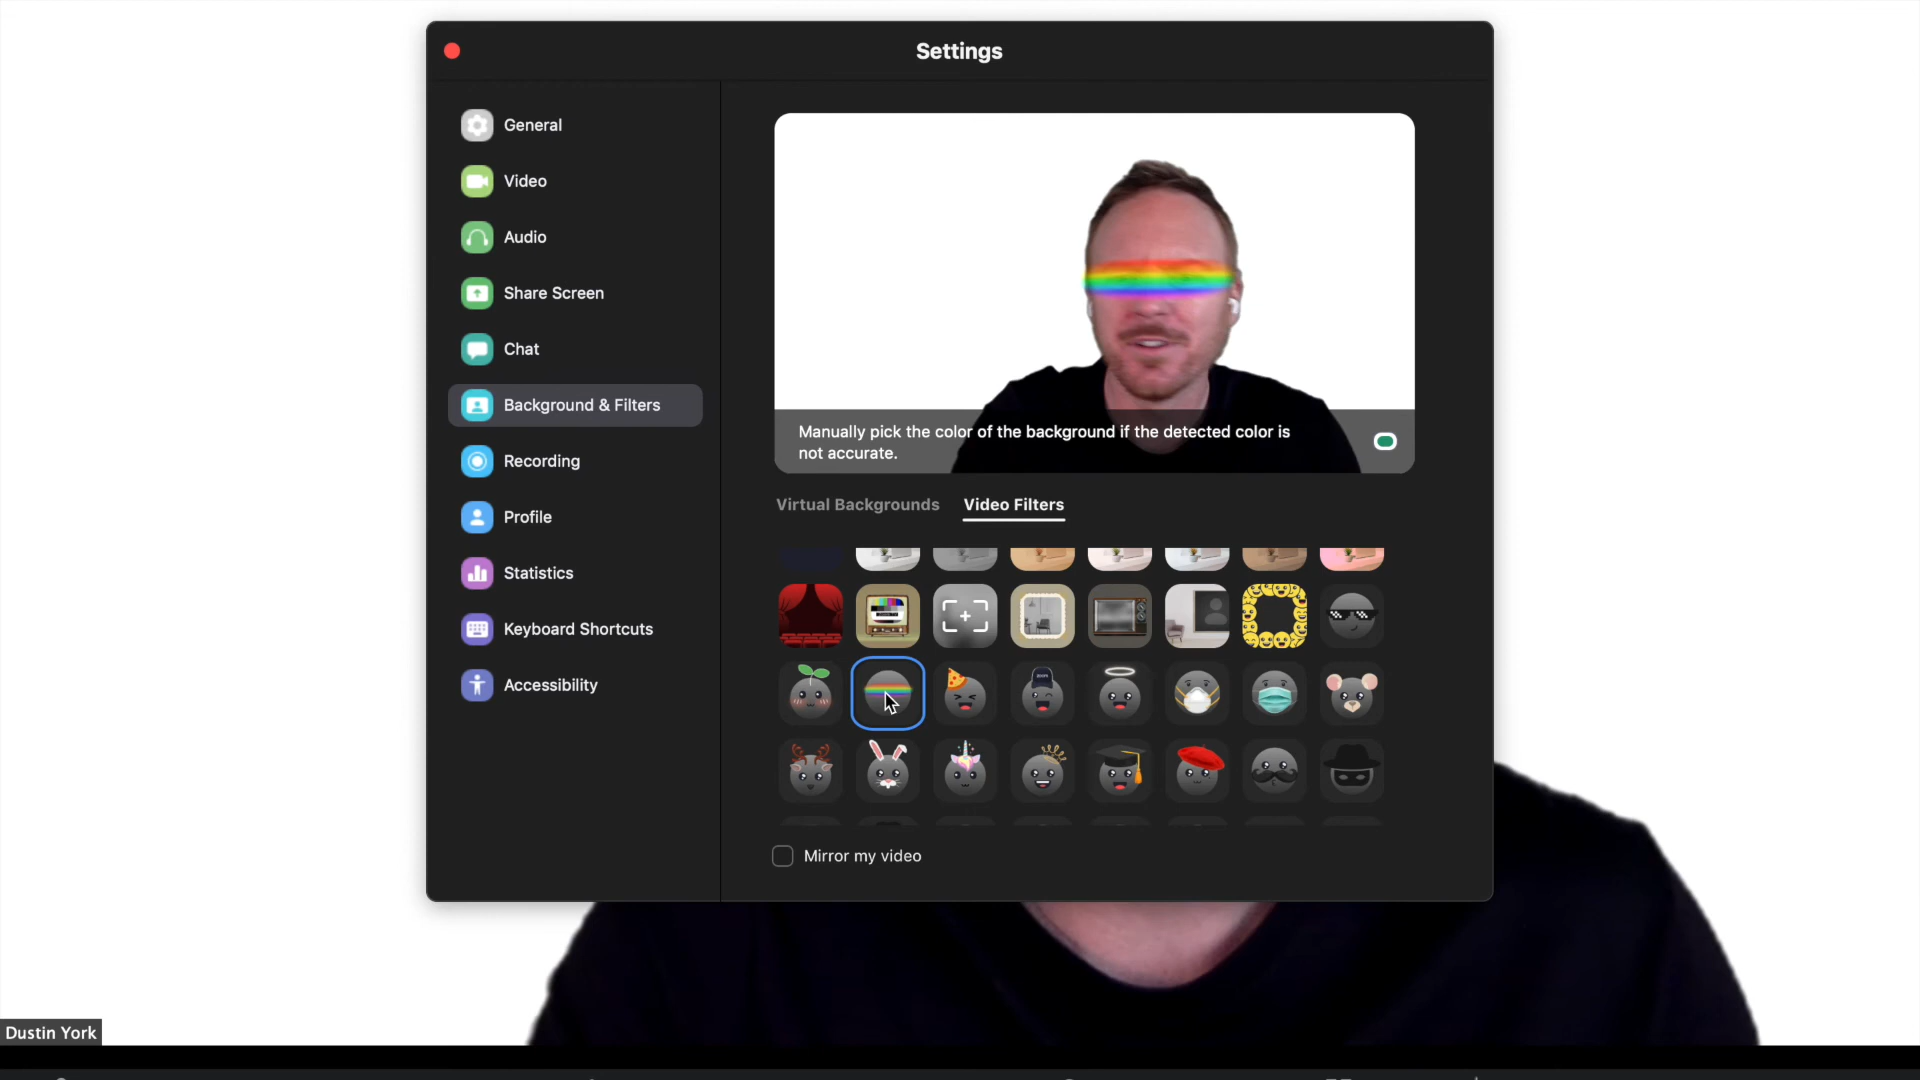 Settings
General
Video
Audio
Share Screen
Chat
Background & Filters
Recording
Profile
Statistics
Keyboard Shortcuts
Accessibility
Manually pick the color of the background if the detected color is
not accurate.
Virtual Backgrounds
Video Filters
Mirror my video
Dustin York